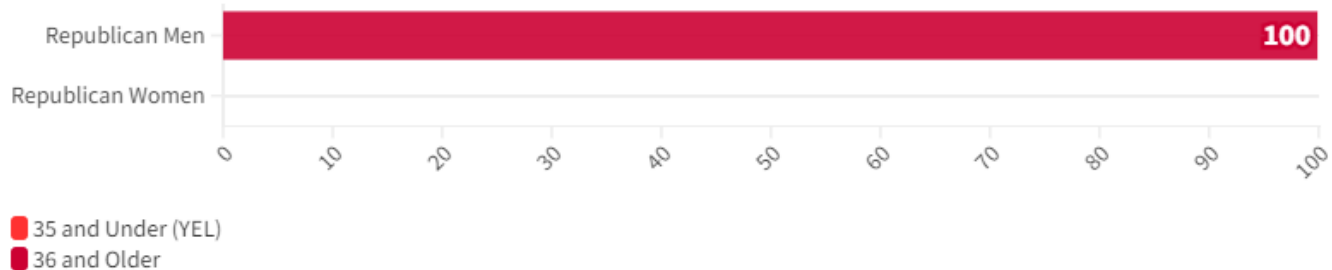 Republican Men
100
Republican Women
0 10 20 30 40 50 60 70 80 90 100
35 and Under (YEL)
36 and Older